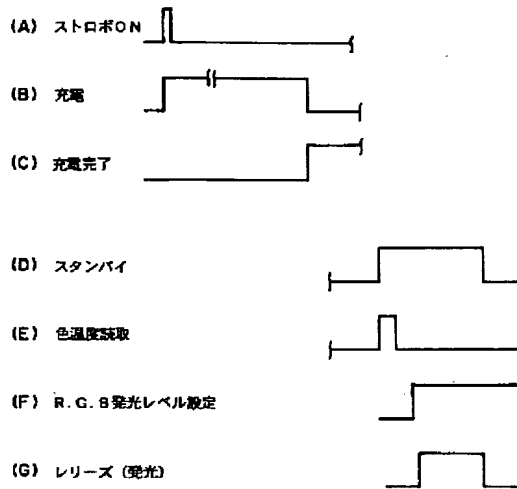 (A) ストロボON
(B) 充電
(C) 充電完了
(D) スタンバイ
(E) 色温度読取
(F) R.G.B発光レベル設定
(G) レリーズ (発光)